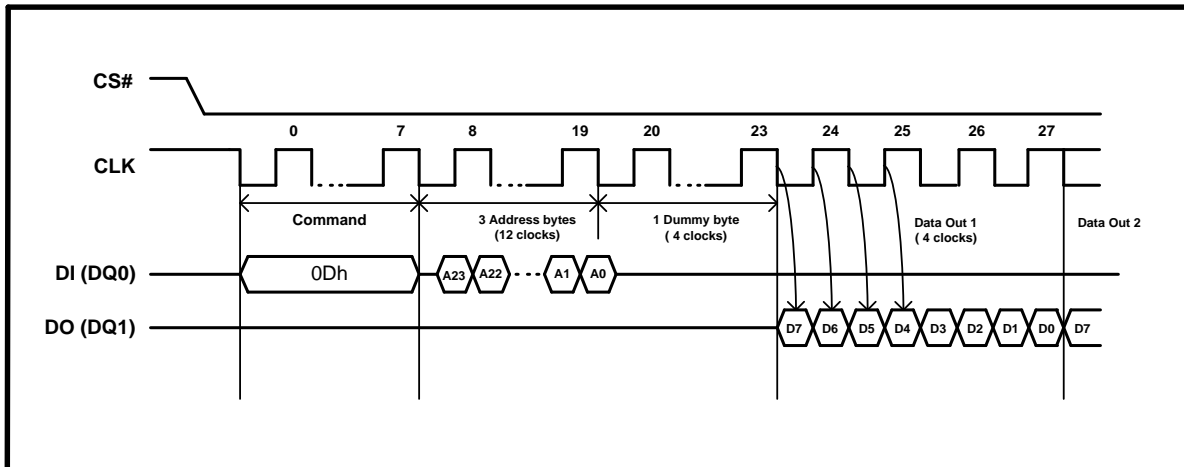 CS#
0 7 8 19 20 23 24 25 26 27
CLK
Command
3 Address bytes
(12 clocks)
1 Dummy byte
( 4 clocks)
Data Out 1
( 4 clocks)
Data Out 2
DI (DQ0)
0Dh
A23 A22 A1 A0
DO (DQ1)
D7 D6 D5 D4 D3 D2 D1 D0 D7